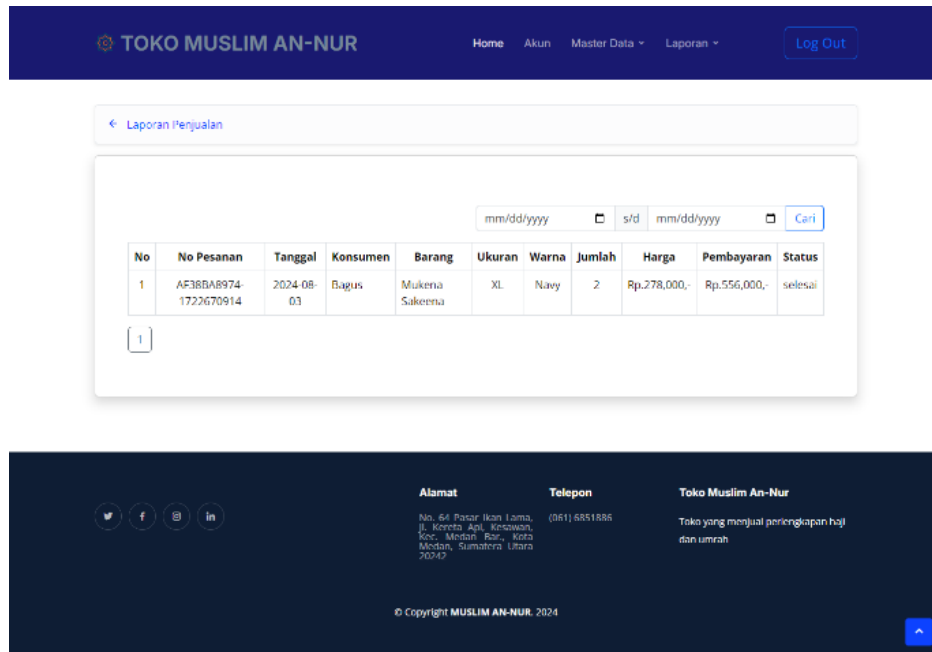 TOKO MUSLIM AN-NUR
Home Akun Master Data Laporan Log Out
Laporan Penjualan
mm/dd/yyyy s/d mm/dd/yyyy Cari
No No Pesanan Tanggal Konsumen Barang Ukuran Warna Jumlah Harga Pembayaran Status
1 AF38BA8974- 2024-08- Bagus Mukena XL Navy 2 Rp.278,000,- Rp.556,000,- selesai
1722670914 03 Sakeena
1
Alamat Telepon Toko Muslim An-Nur
No. 64 Pasar Ikan Lama, (061) 6851886 Toko yang menjual perlengkapan haji
Jl. Kereta Api, Kesawan, dan umrah
Kec. Medan Bar., Kota
Medan, Sumatera Utara
20242
© Copyright MUSLIM AN-NUR. 2024